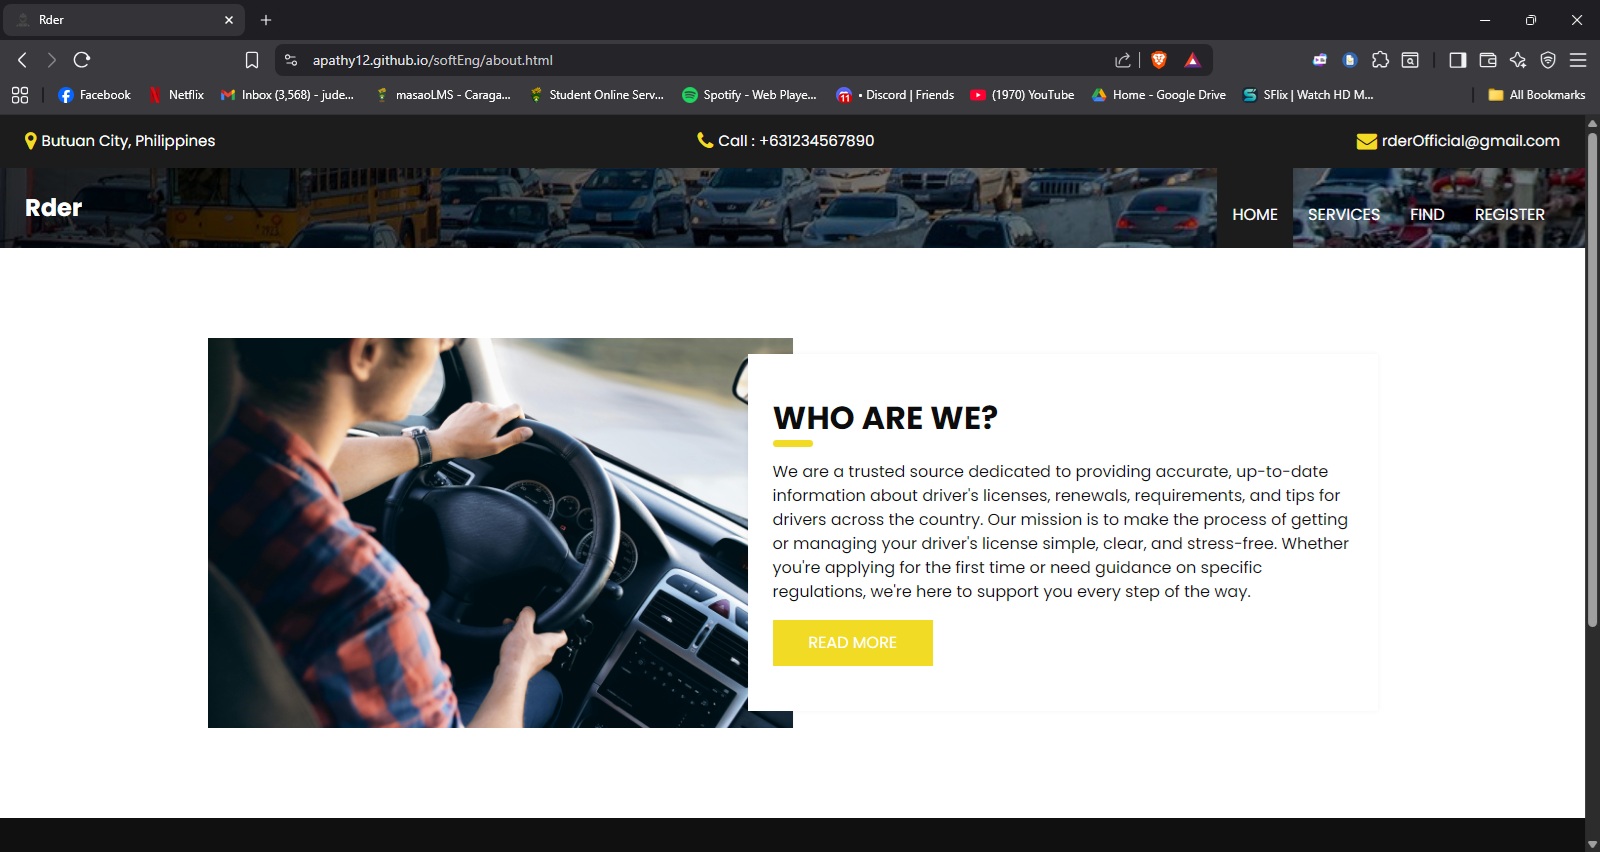 Rder
apathy12.github.io/softEng/about.html
Facebook
Netflix
Inbox (3,568) - jude...
masaoLMS - Caraga...
Student Online Serv...
Spotify - Web Playe...
11
• Discord | Friends
(1970) YouTube
Home - Google Drive
SFlix | Watch HD M...
All Bookmarks
Butuan City, Philippines
Call : +631234567890
rderOfficial@gmail.com
Rder
HOME
SERVICES
FIND
REGISTER
WHO ARE WE?
We are a trusted source dedicated to providing accurate, up-to-date
information about driver's licenses, renewals, requirements, and tips for
drivers across the country. Our mission is to make the process of getting
or managing your driver's license simple, clear, and stress-free. Whether
you're applying for the first time or need guidance on specific
regulations, we're here to support you every step of the way.
READ MORE